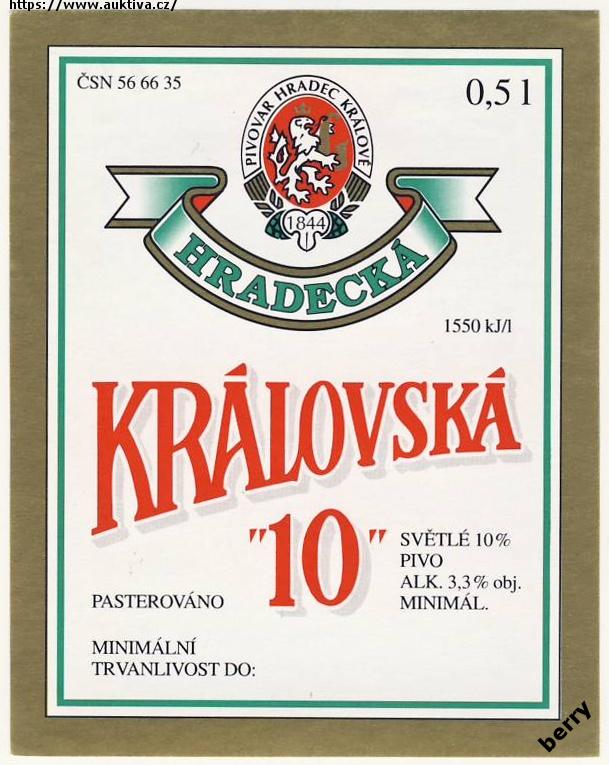 https://www.auktiva.cz/
ČSN 56 66 35
0,5 l
PIVOVAR HRADEC KRÁLOVÉ
1844
HRADECKÁ
1550 kJ/l
KRÁLOVSKÁ
"10"
SVĚTLÉ 10%
PIVO
ALK. 3,3% obj.
MINIMÁL.
PASTEROVÁNO
MINIMÁLNÍ
TRVANLIVOST DO:
berry